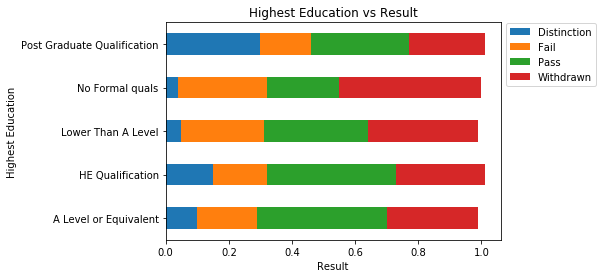 Highest Education vs Result
Distinction
Fail
Pass
Withdrawn
Highest Education
Post Graduate Qualification
No Formal quals
Lower Than A Level
HE Qualification
A Level or Equivalent
0.0 0.2 0.4 0.6 0.8 1.0
Result